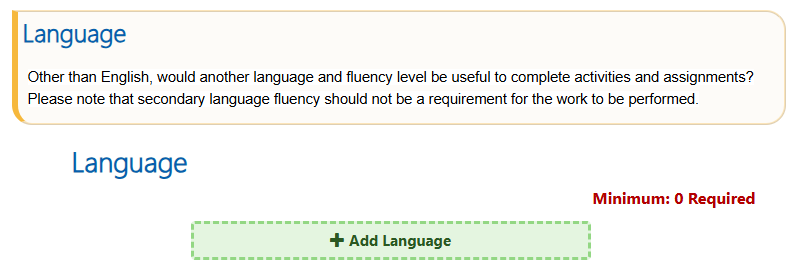 Language
Other than English, would another language and fluency level be useful to complete activities and assignments?
Please note that secondary language fluency should not be a requirement for the work to be performed.
Language
Minimum: 0 Required
+ Add Language